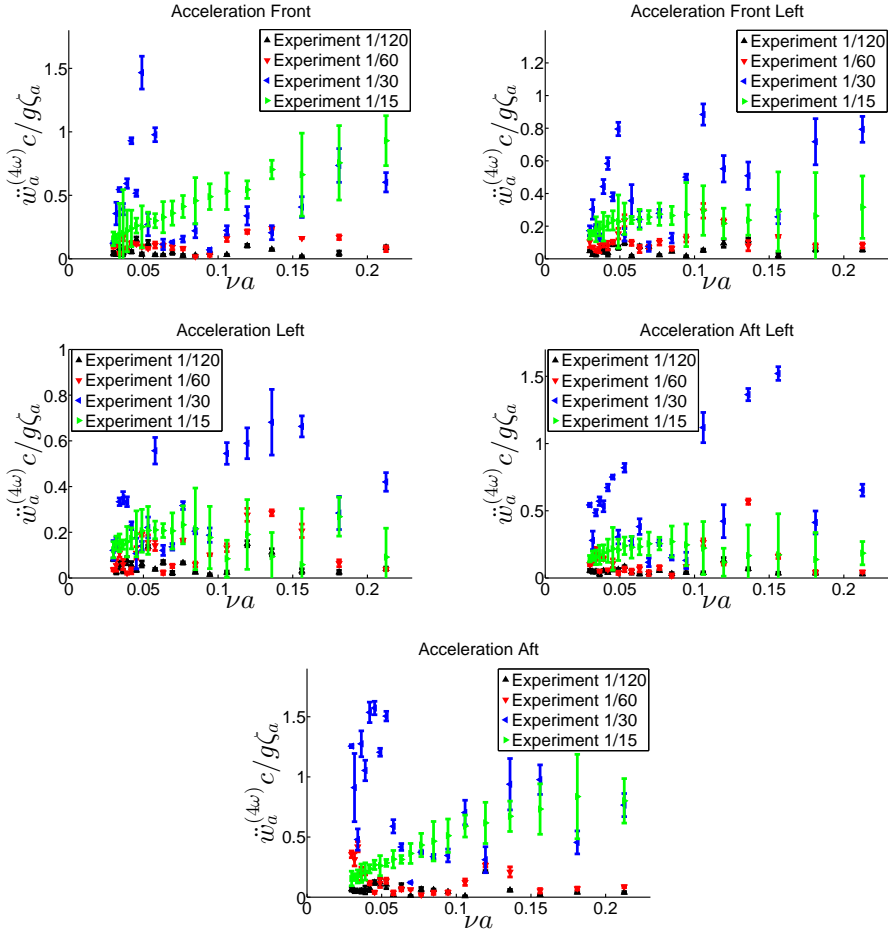 Acceleration Front
Experiment 1/120
Experiment 1/60
Experiment 1/30
Experiment 1/15
1.5
1
0.5
0
0 0.05 0.1 0.15 0.2
νa
ẅₐ⁽⁴ω⁾c/gζₐ
Acceleration Front Left
Experiment 1/120
Experiment 1/60
Experiment 1/30
Experiment 1/15
1.2
1
0.8
0.6
0.4
0.2
0
0 0.05 0.1 0.15 0.2
νa
ẅₐ⁽⁴ω⁾c/gζₐ
Acceleration Left
Experiment 1/120
Experiment 1/60
Experiment 1/30
Experiment 1/15
1
0.8
0.6
0.4
0.2
0
0 0.05 0.1 0.15 0.2
νa
ẅₐ⁽⁴ω⁾c/gζₐ
Acceleration Aft Left
Experiment 1/120
Experiment 1/60
Experiment 1/30
Experiment 1/15
1.5
1
0.5
0
0 0.05 0.1 0.15 0.2
νa
ẅₐ⁽⁴ω⁾c/gζₐ
Acceleration Aft
Experiment 1/120
Experiment 1/60
Experiment 1/30
Experiment 1/15
1.5
1
0.5
0
0 0.05 0.1 0.15 0.2
νa
ẅₐ⁽⁴ω⁾c/gζₐ